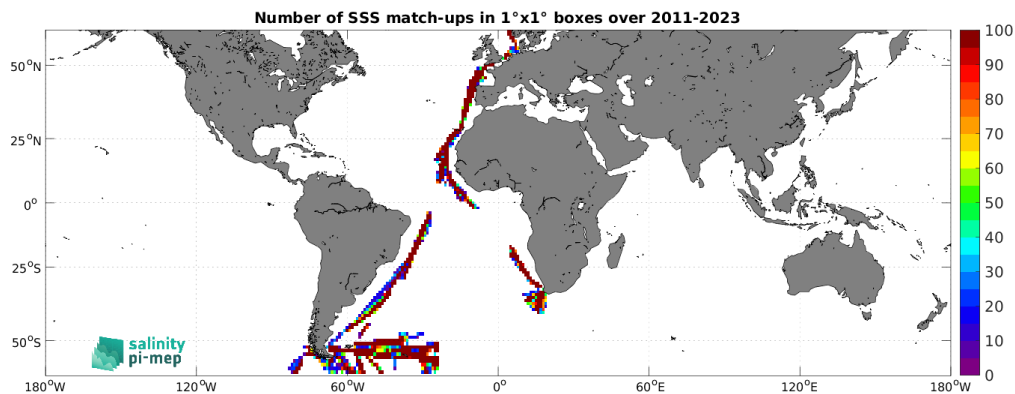 Number of SSS match-ups in 1°x1° boxes over 2011-2023
50°N
25°N
0°
25°S
50°S
180°W
120°W
60°W
0°
60°E
120°E
180°W
100
90
80
70
60
50
40
30
20
10
0
salinity
pi-mep